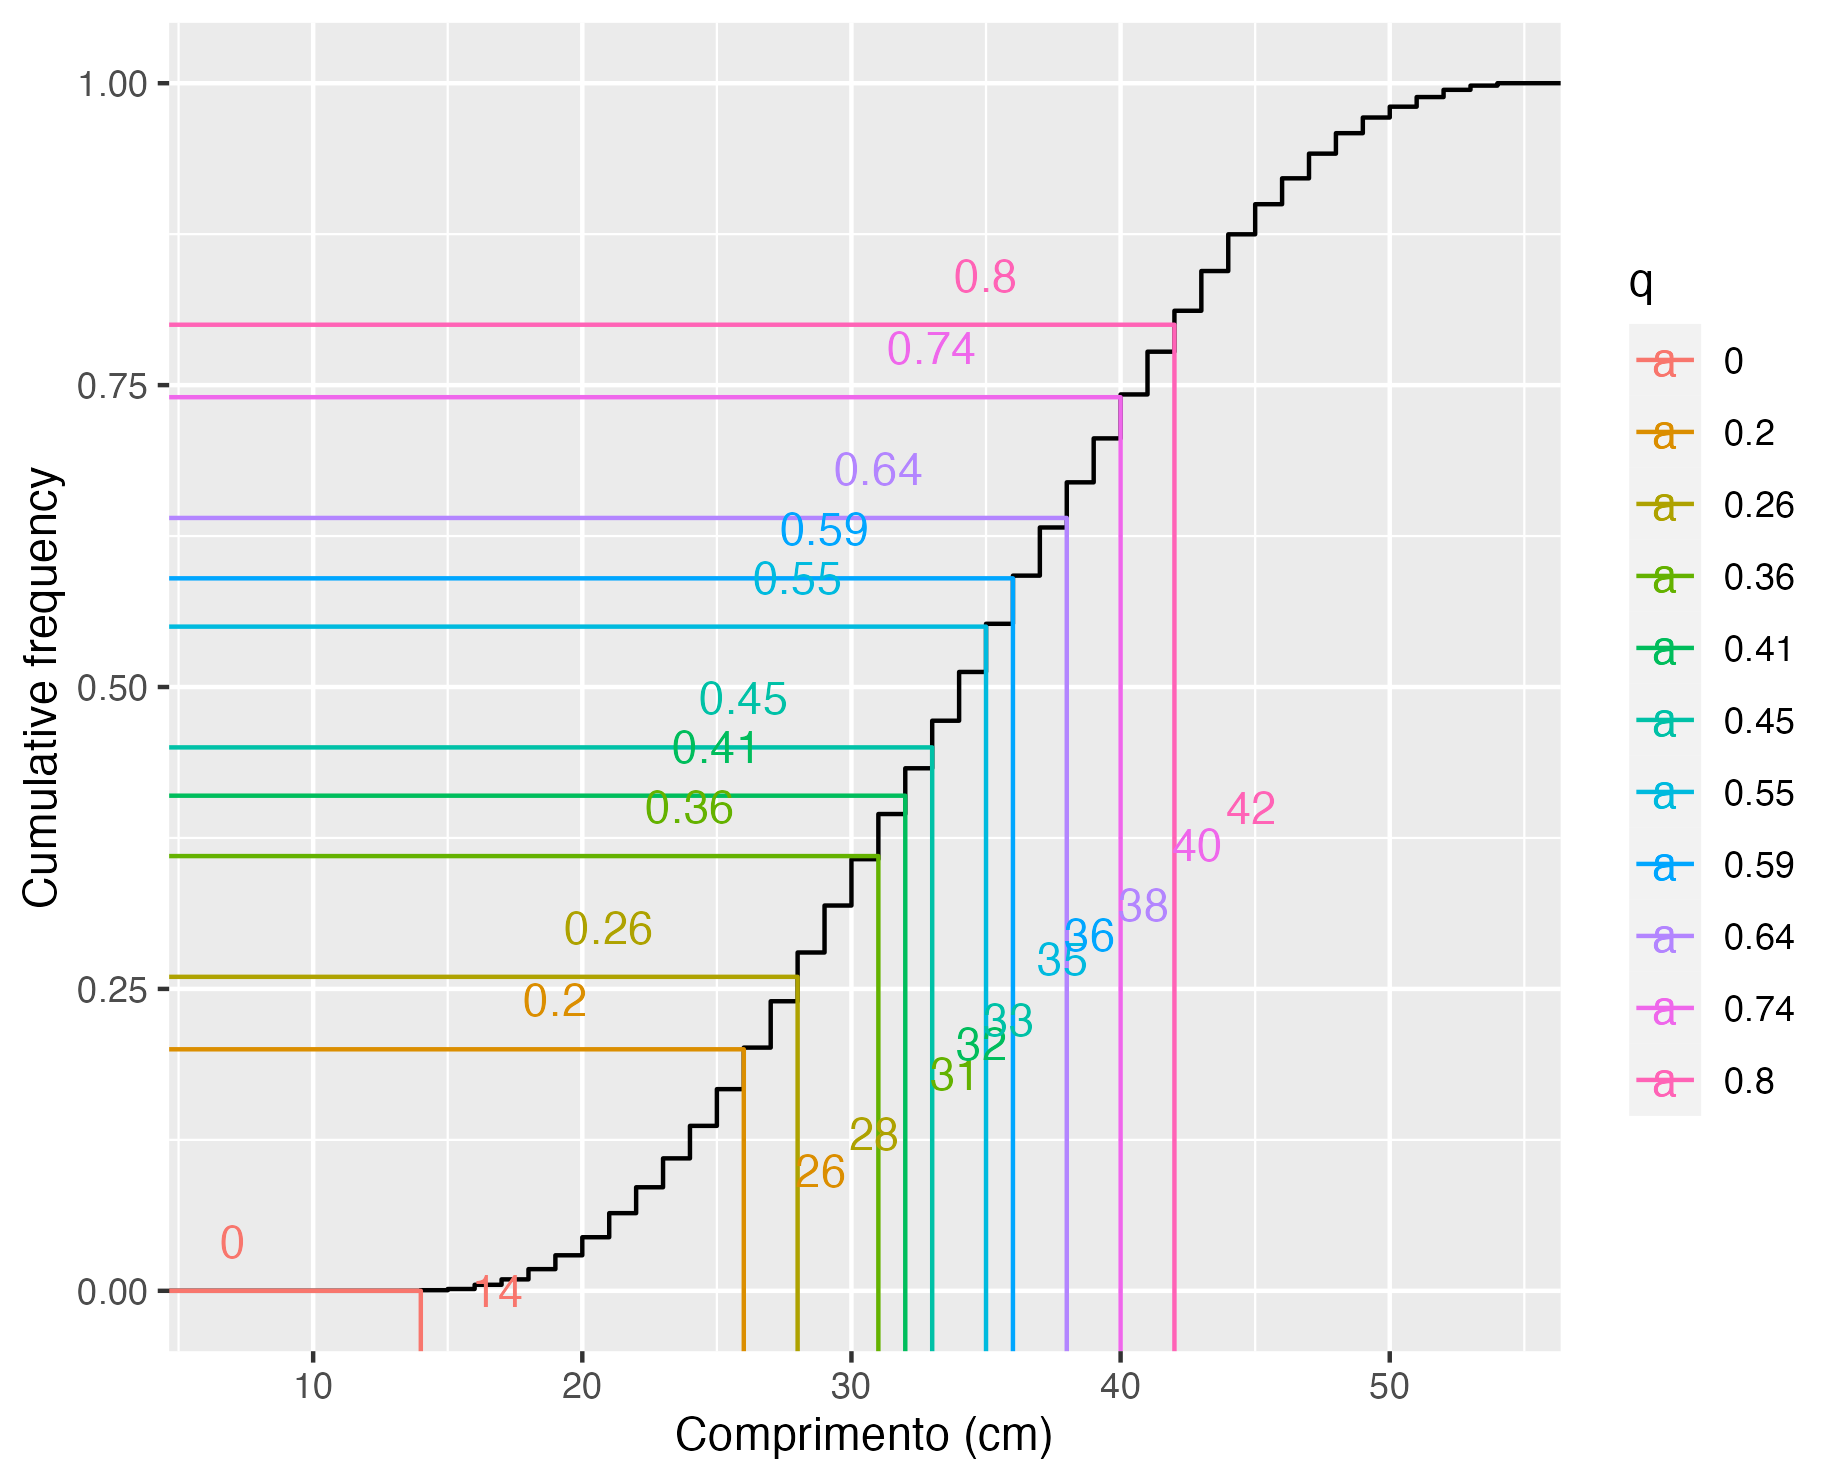 1.00
0.75
0.50
0.25
0.00
Cumulative frequency
0.8
0.74
0.64
0.59
0.55
0.45
0.41
0.36
0.26
0.2
0
42
40
38
36
35
33
32
31
28
26
14
10 20 30 40 50
Comprimento (cm)
q
a 0
a 0.2
a 0.26
a 0.36
a 0.41
a 0.45
a 0.55
a 0.59
a 0.64
a 0.74
a 0.8